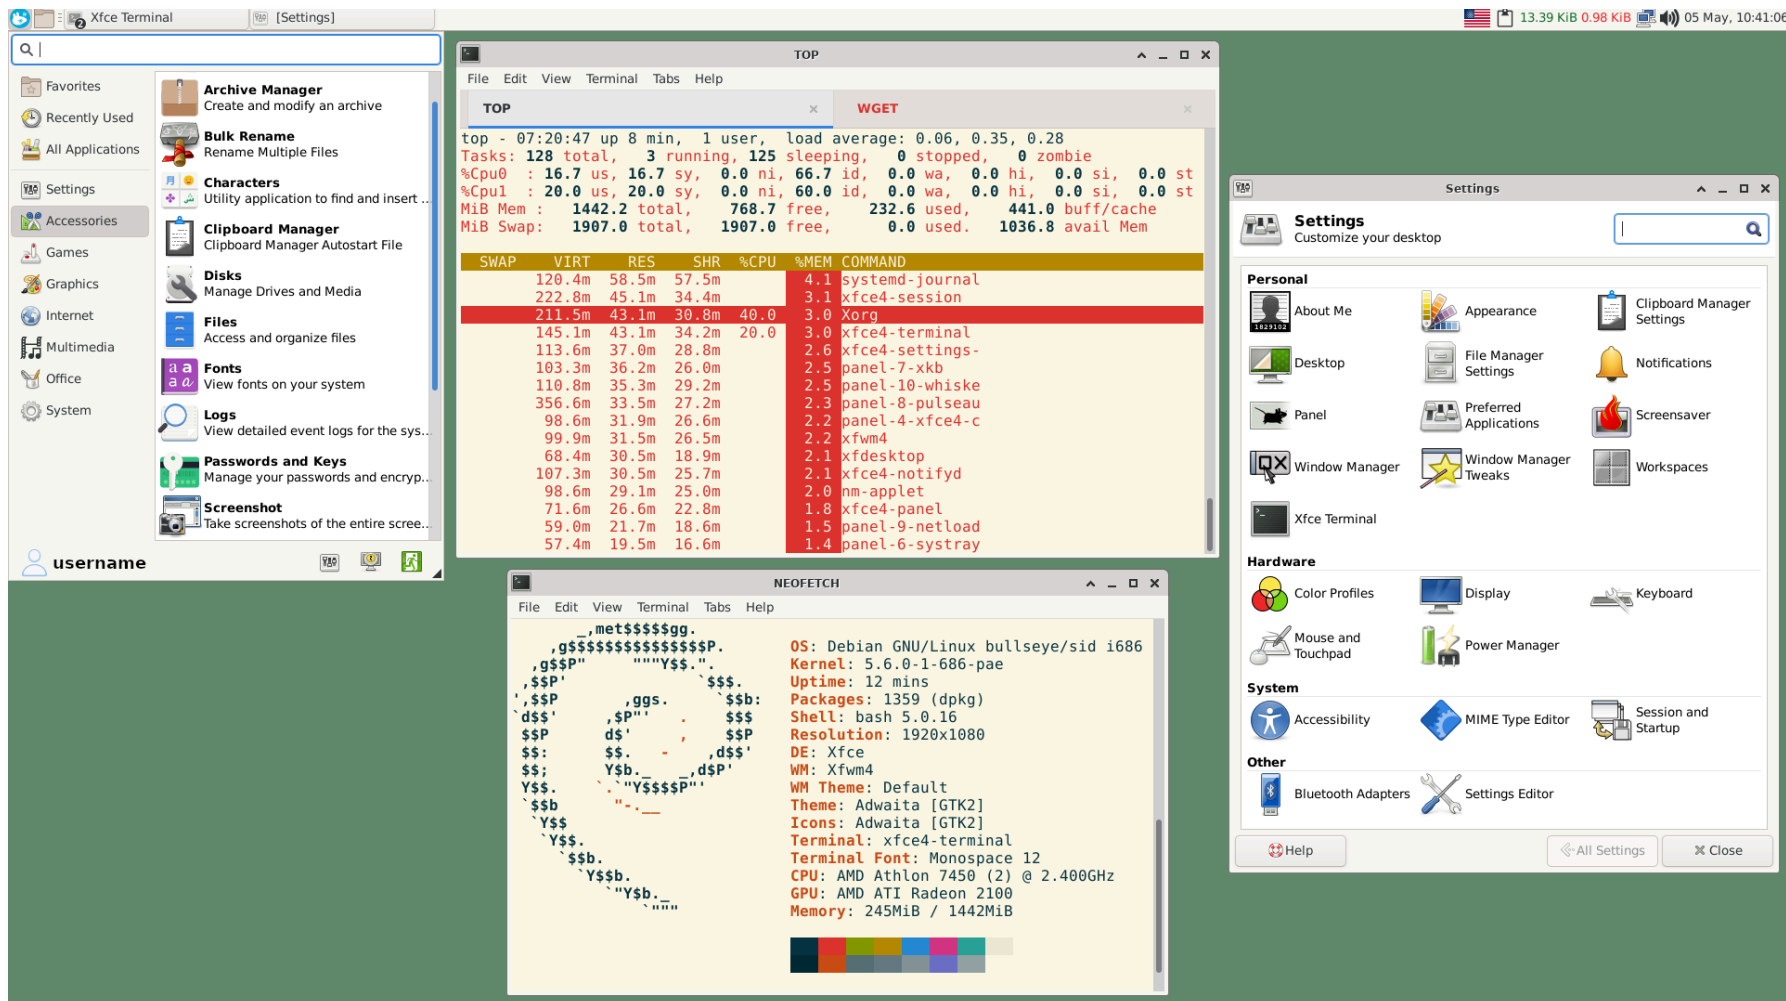 2 Xfce Terminal
[Settings]
13.39 KiB 0.98 KiB 05 May, 10:41:06
Favorites
Recently Used
All Applications
Settings
Accessories
Games
Graphics
Internet
Multimedia
Office
System
Archive Manager
Create and modify an archive
Bulk Rename
Rename Multiple Files
Characters
Utility application to find and insert ...
Clipboard Manager
Clipboard Manager Autostart File
Disks
Manage Drives and Media
Files
Access and organize files
Fonts
View fonts on your system
Logs
View detailed event logs for the sys...
Passwords and Keys
Manage your passwords and encryp...
Screenshot
Take screenshots of the entire scree...
username
TOP
File Edit View Terminal Tabs Help
TOP WGET
top - 07:20:47 up 8 min, 1 user, load average: 0.06, 0.35, 0.28
Tasks: 128 total, 3 running, 125 sleeping, 0 stopped, 0 zombie
%Cpu0 : 16.7 us, 16.7 sy, 0.0 ni, 66.7 id, 0.0 wa, 0.0 hi, 0.0 si, 0.0 st
%Cpu1 : 20.0 us, 20.0 sy, 0.0 ni, 60.0 id, 0.0 wa, 0.0 hi, 0.0 si, 0.0 st
MiB Mem : 1442.2 total, 768.7 free, 232.6 used, 441.0 buff/cache
MiB Swap: 1907.0 total, 1907.0 free, 0.0 used. 1036.8 avail Mem
SWAP VIRT RES SHR %CPU %MEM COMMAND
120.4m 58.5m 57.5m 4.1 systemd-journal
222.8m 45.1m 34.4m 3.1 xfce4-session
211.5m 43.1m 30.8m 40.0 3.0 Xorg
145.1m 43.1m 34.2m 20.0 3.0 xfce4-terminal
113.6m 37.0m 28.8m 2.6 xfce4-settings-
103.3m 36.2m 26.0m 2.5 panel-7-xkb
110.8m 35.3m 29.2m 2.5 panel-10-whiske
356.6m 33.5m 27.2m 2.3 panel-8-pulseau
98.6m 31.9m 26.6m 2.2 panel-4-xfce4-c
99.9m 31.5m 26.5m 2.2 xfwm4
68.4m 30.5m 18.9m 2.1 xfdesktop
107.3m 30.5m 25.7m 2.1 xfce4-notifyd
98.6m 29.1m 25.0m 2.0 nm-applet
71.6m 26.6m 22.8m 1.8 xfce4-panel
59.0m 21.7m 18.6m 1.5 panel-9-netload
57.4m 19.5m 16.6m 1.4 panel-6-systray
NEOFETCH
File Edit View Terminal Tabs Help
_,met$$$$$gg.
,g$$$$$$$$$$$$$$$P. OS: Debian GNU/Linux bullseye/sid i686
,g$$P" """Y$$.". Kernel: 5.6.0-1-686-pae
,$$P' `$$$. Uptime: 12 mins
',$$P ,ggs. `$$b: Packages: 1359 (dpkg)
`d$$' ,$P"' . $$$ Shell: bash 5.0.16
$$P d$' , $$P Resolution: 1920x1080
$$: $$. - ,d$$' DE: Xfce
$$; Y$b._ _,d$P' WM: Xfwm4
Y$$. `.`"Y$$$$P"' WM Theme: Default
`$$b "-.__ Theme: Adwaita [GTK2]
`Y$$ Icons: Adwaita [GTK2]
`Y$$. Terminal: xfce4-terminal
`$$b. Terminal Font: Monospace 12
`Y$$b. CPU: AMD Athlon 7450 (2) @ 2.400GHz
`"Y$b._ GPU: AMD ATI Radeon 2100
`""" Memory: 245MiB / 1442MiB
Settings
Settings
Customize your desktop
Personal
About Me
1829102
Appearance
Clipboard Manager
Settings
Desktop
File Manager
Settings
Notifications
Panel
Preferred
Applications
Screensaver
Window Manager
Window Manager
Tweaks
Workspaces
Xfce Terminal
Hardware
Color Profiles
Display
Keyboard
Mouse and
Touchpad
Power Manager
System
Accessibility
MIME Type Editor
Session and
Startup
Other
Bluetooth Adapters
Settings Editor
Help
All Settings
Close